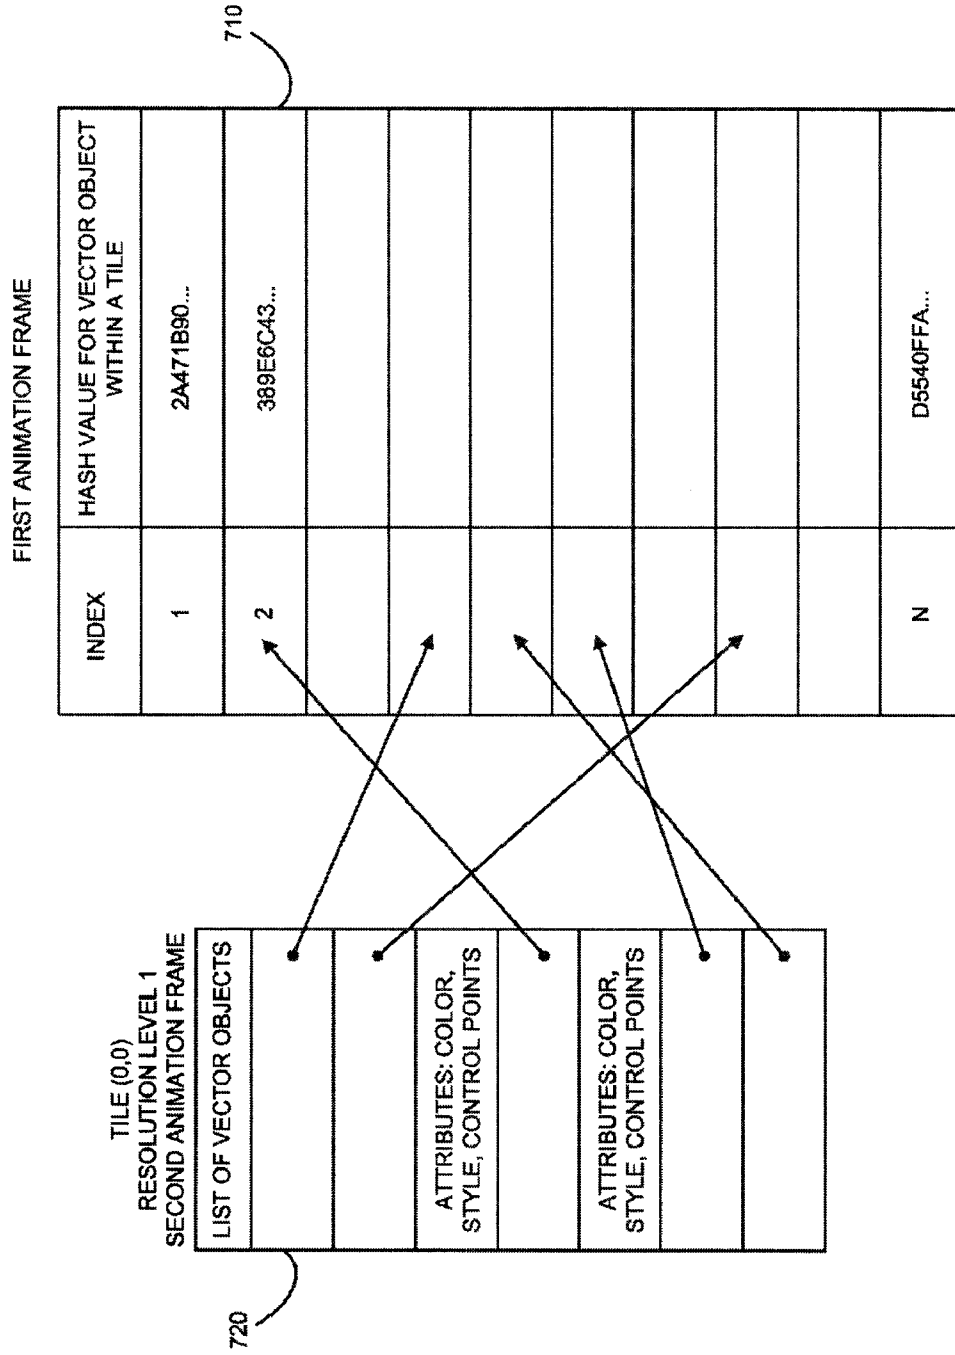 FIRST ANIMATION FRAME
710
INDEX
HASH VALUE FOR VECTOR OBJECT
WITHIN A TILE
1
2A471B90...
2
389E6C43...
N
D5540FFA...
TILE (0,0)
RESOLUTION LEVEL 1
SECOND ANIMATION FRAME
LIST OF VECTOR OBJECTS
ATTRIBUTES: COLOR,
STYLE, CONTROL POINTS
ATTRIBUTES: COLOR,
STYLE, CONTROL POINTS
720